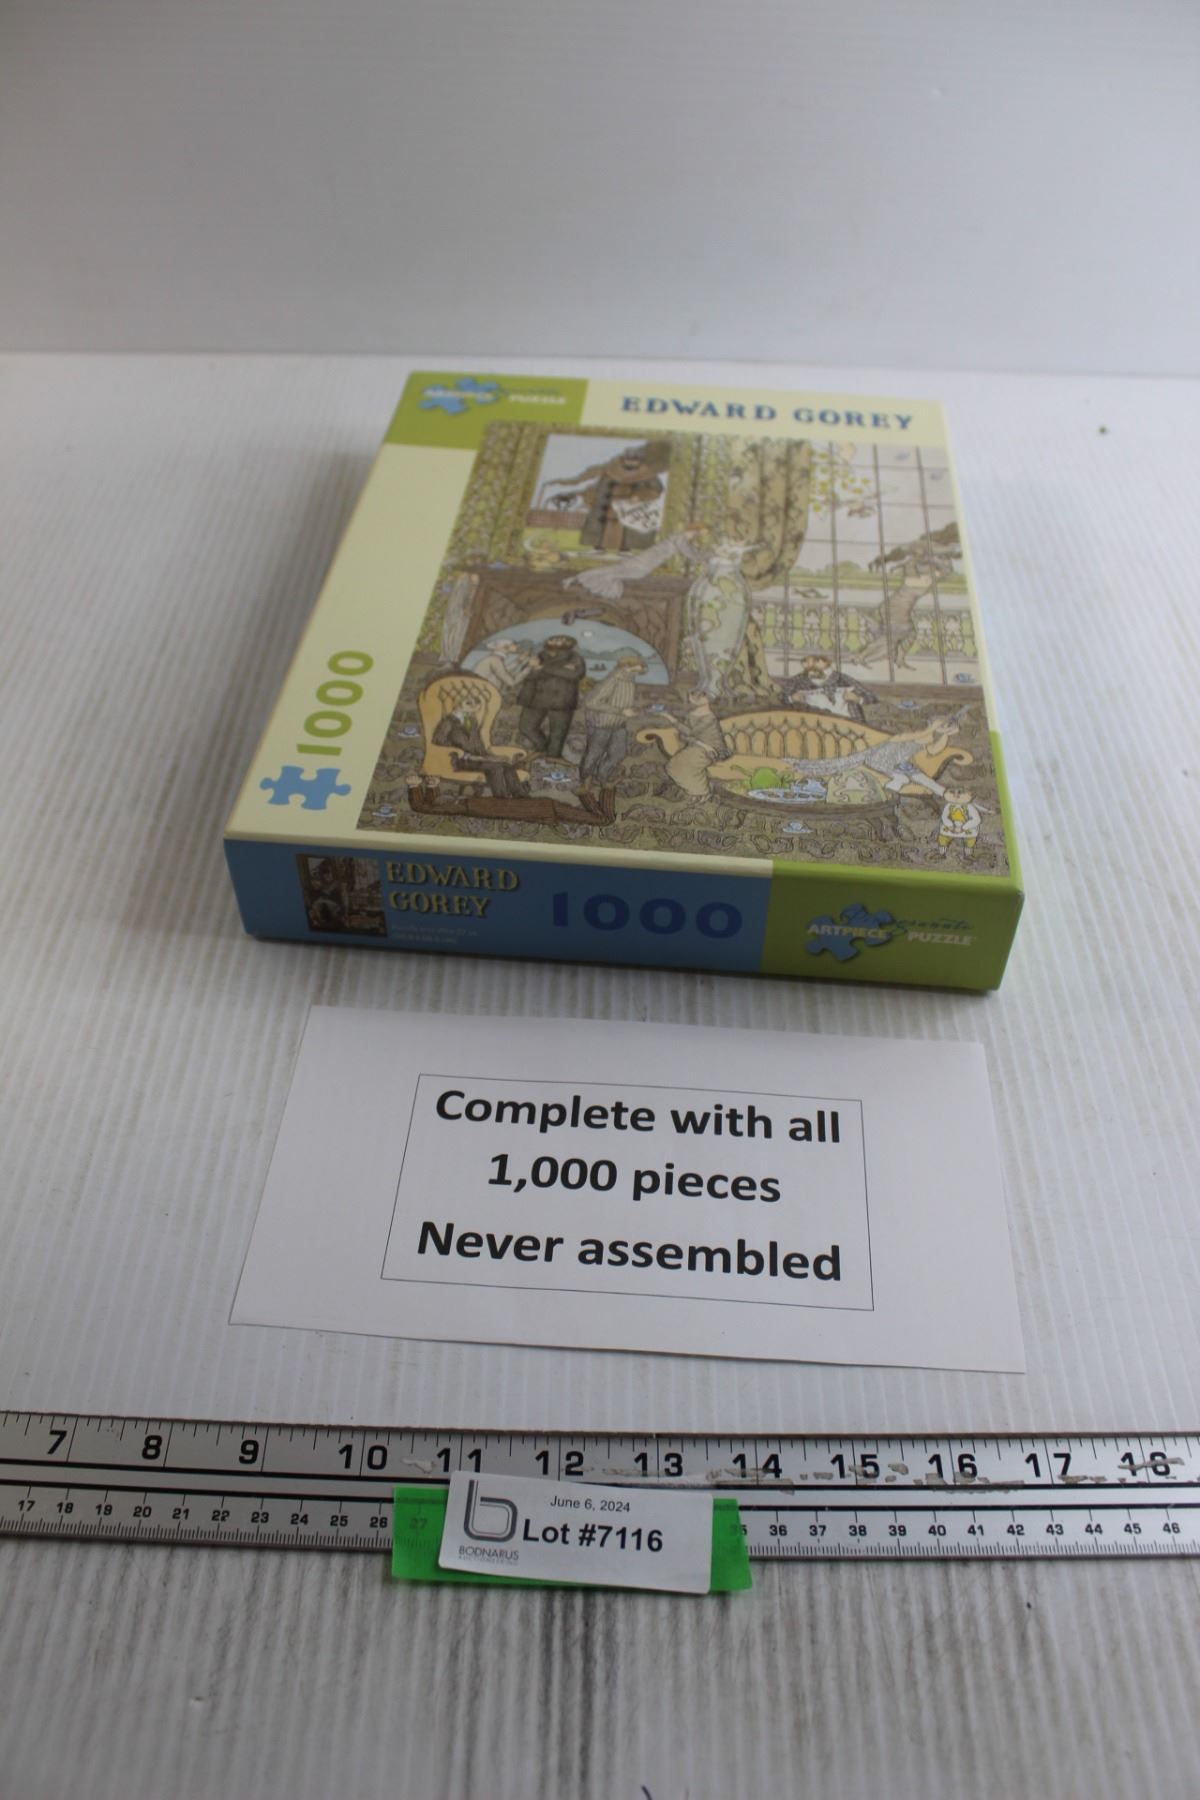 ARTPIECE PUZZLE
EDWARD GOREY
1000
EDWARD
GOREY
1000
Pomegranate
ARTPIECE PUZZLE
Complete with all
1,000 pieces
Never assembled
7 8 9 10 11 12 13 14 15 16 17 18
17 18 19 20 21 22 23 24 25 26 27 35 36 37 38 39 40 41 42 43 44 45 46
June 6, 2024
Lot #7116
BODNARUS